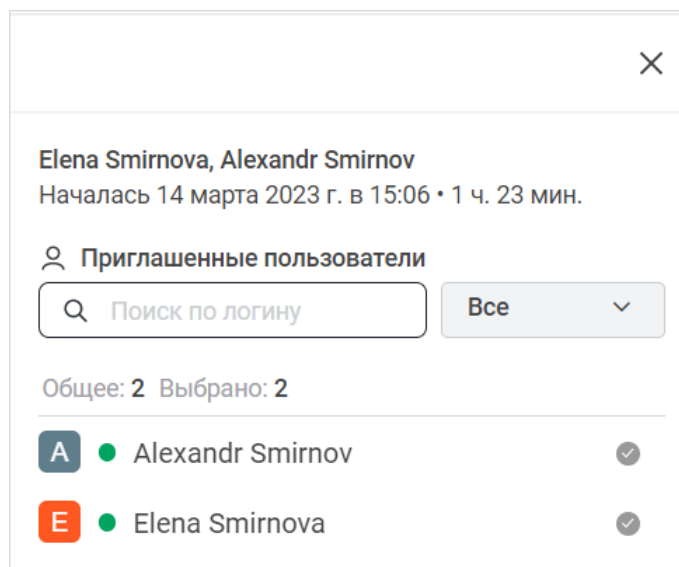 Elena Smirnova, Alexandr Smirnov
Началась 14 марта 2023 г. в 15:06 • 1 ч. 23 мин.
Приглашенные пользователи
Поиск по логину
Все
Общее: 2 Выбрано: 2
A Alexandr Smirnov
E Elena Smirnova